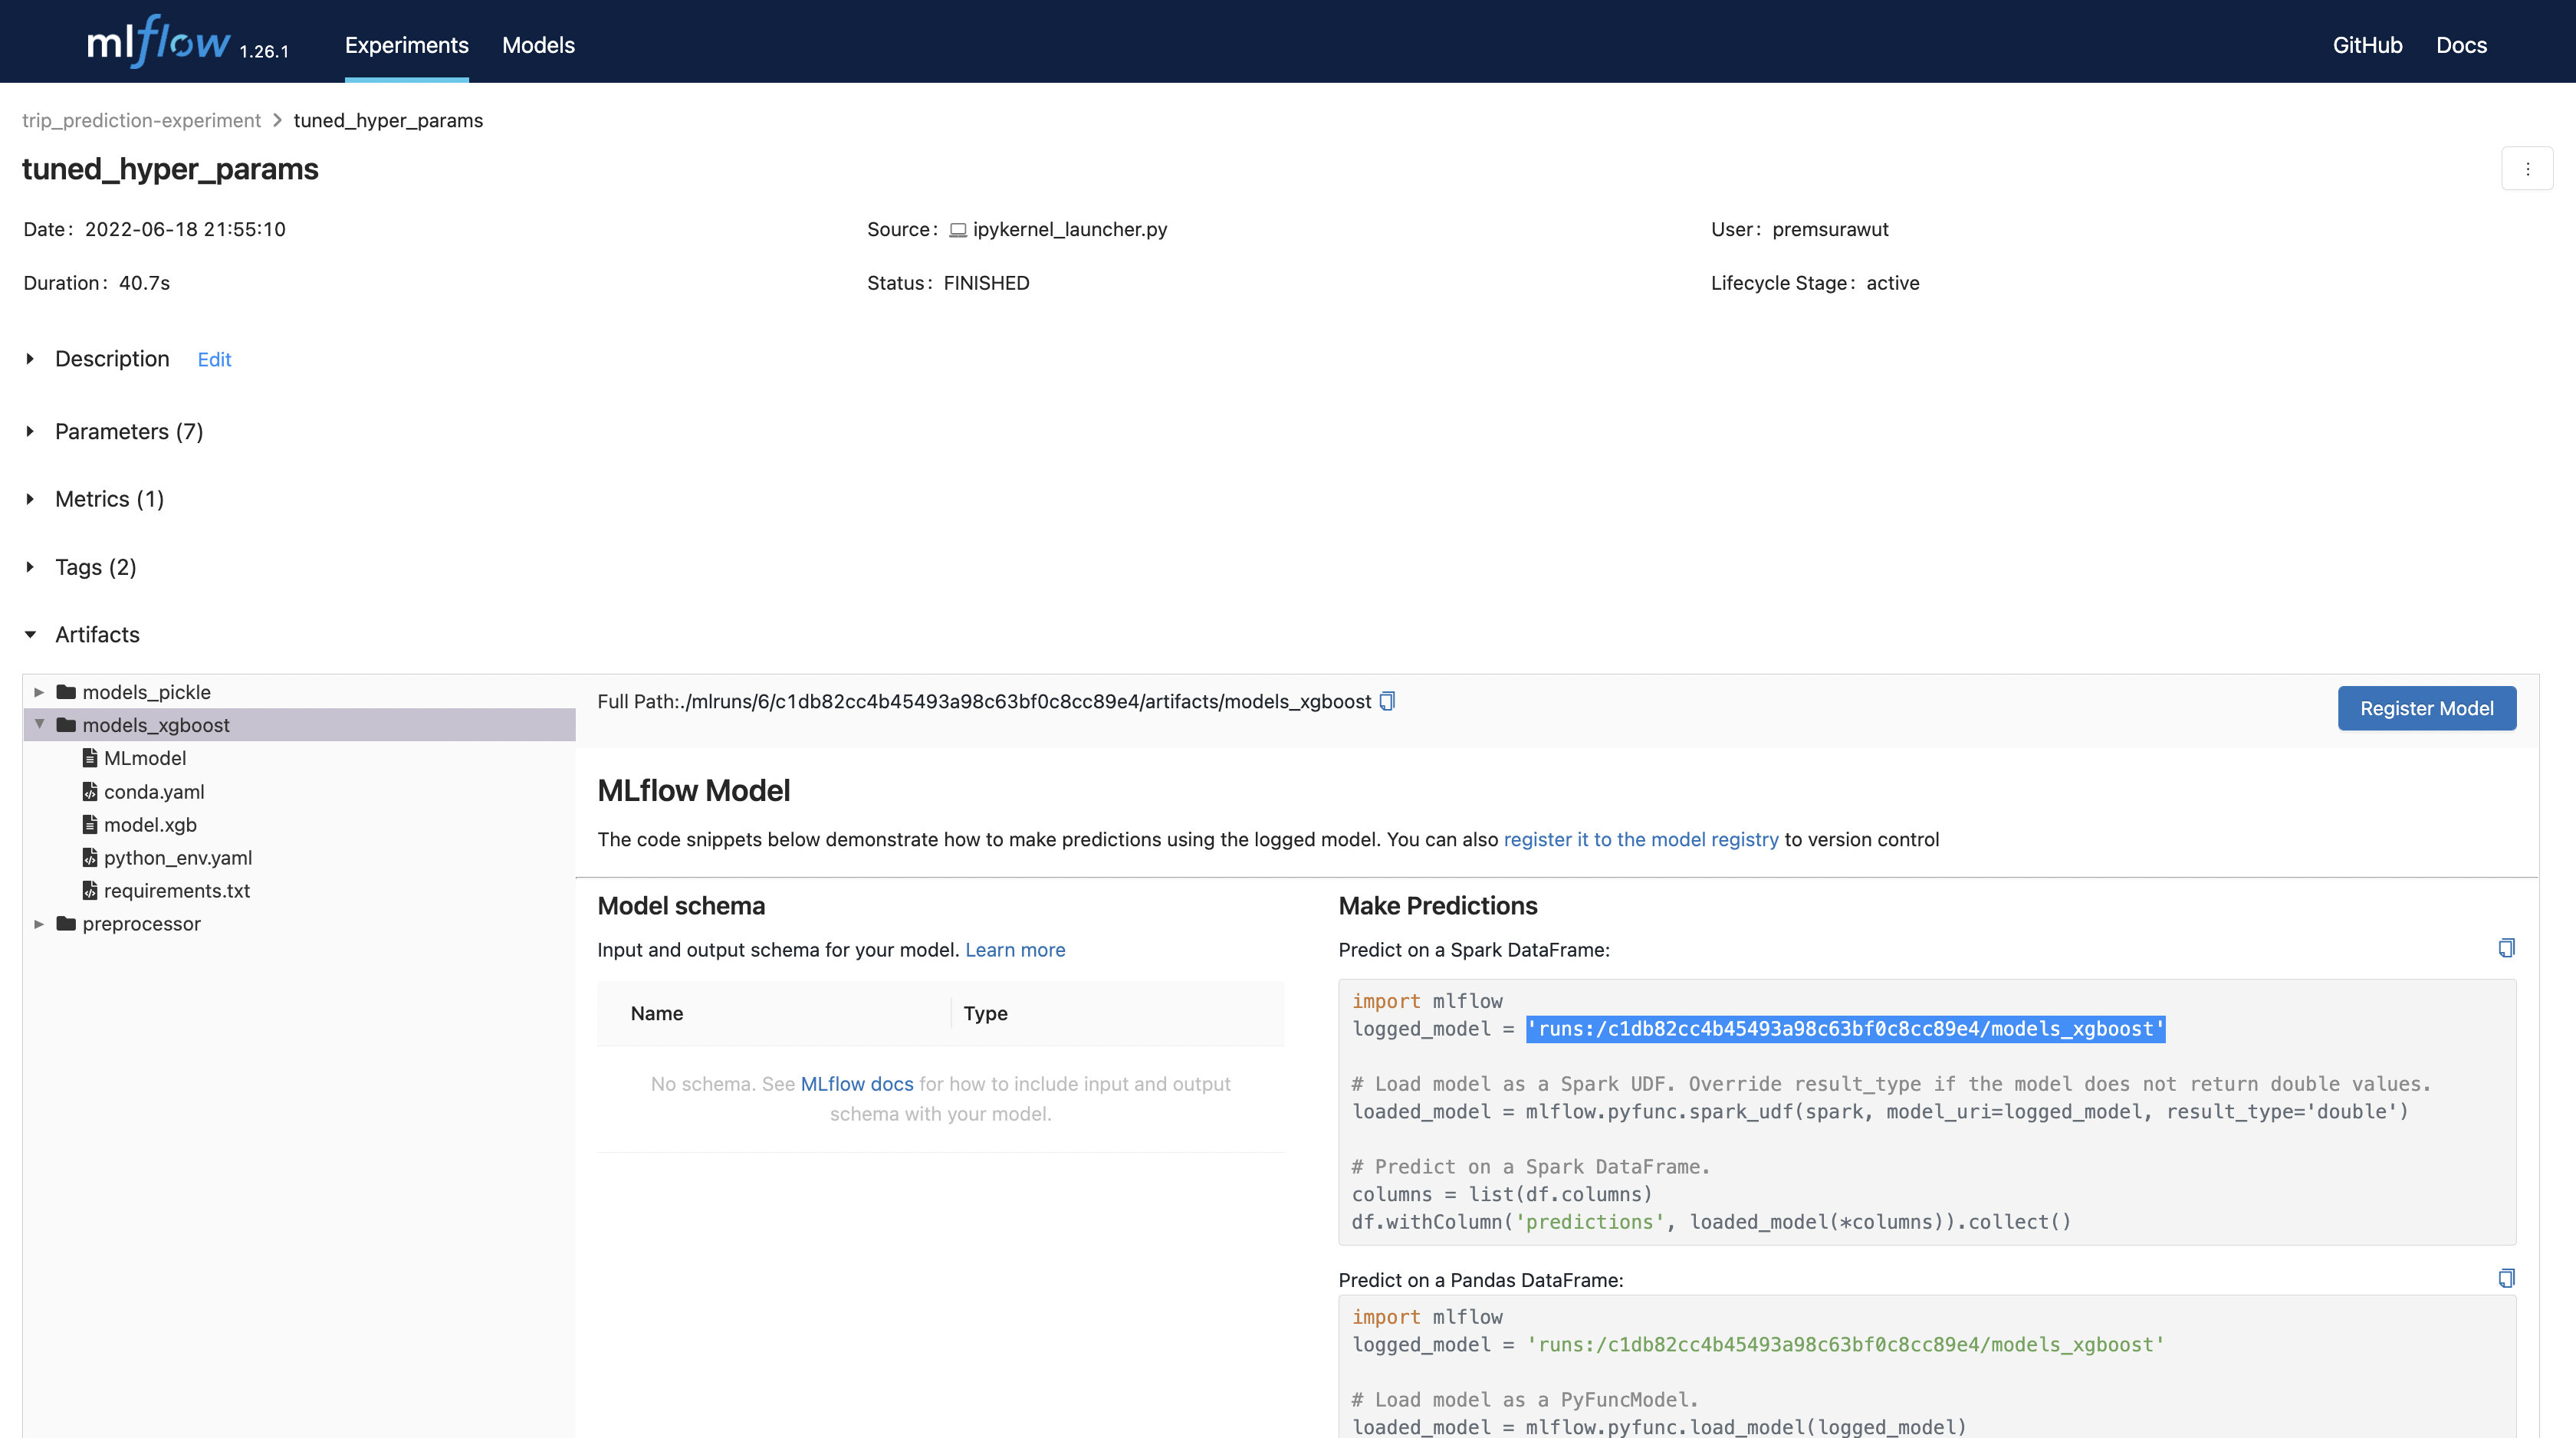 mlflow 1.26.1 Experiments Models GitHub Docs
trip_prediction-experiment > tuned_hyper_params
tuned_hyper_params
Date: 2022-06-18 21:55:10 Source: ipykernel_launcher.py User: premsurawut
Duration: 40.7s Status: FINISHED Lifecycle Stage: active
Description Edit
Parameters (7)
Metrics (1)
Tags (2)
Artifacts
models_pickle
models_xgboost
MLmodel
conda.yaml
model.xgb
python_env.yaml
requirements.txt
preprocessor
Full Path:./mlruns/6/c1db82cc4b45493a98c63bf0c8cc89e4/artifacts/models_xgboost
Register Model
MLflow Model
The code snippets below demonstrate how to make predictions using the logged model. You can also register it to the model registry to version control
Model schema
Input and output schema for your model. Learn more
Name Type
No schema. See MLflow docs for how to include input and output
schema with your model.
Make Predictions
Predict on a Spark DataFrame:
import mlflow
logged_model = 'runs:/c1db82cc4b45493a98c63bf0c8cc89e4/models_xgboost'
# Load model as a Spark UDF. Override result_type if the model does not return double values.
loaded_model = mlflow.pyfunc.spark_udf(spark, model_uri=logged_model, result_type='double')
# Predict on a Spark DataFrame.
columns = list(df.columns)
df.withColumn('predictions', loaded_model(*columns)).collect()
Predict on a Pandas DataFrame:
import mlflow
logged_model = 'runs:/c1db82cc4b45493a98c63bf0c8cc89e4/models_xgboost'
# Load model as a PyFuncModel.
loaded_model = mlflow.pyfunc.load_model(logged_model)